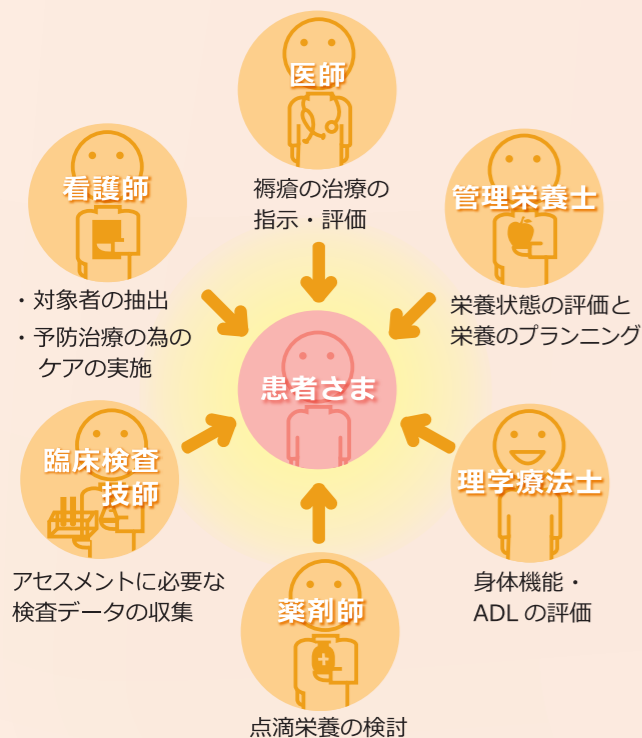 医師
褥瘡の治療の
指示・評価
看護師
・対象者の抽出
・予防治療の為の
ケアの実施
管理栄養士
栄養状態の評価と
栄養のプランニング
患者さま
臨床検査
技師
アセスメントに必要な
検査データの収集
理学療法士
身体機能・
ADL の評価
薬剤師
点滴栄養の検討